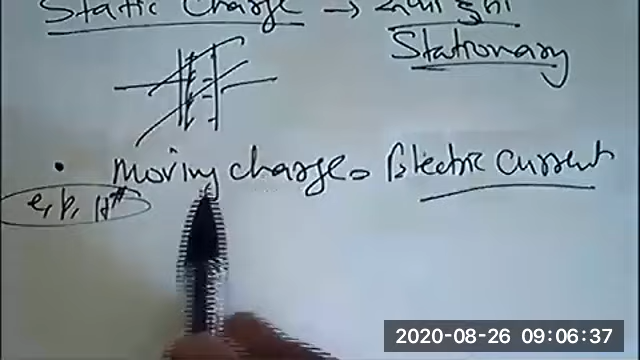 Static Charge →
Stationary
• Moving charge = Electric Current
e, p, H⁺
2020-08-26 09:06:37